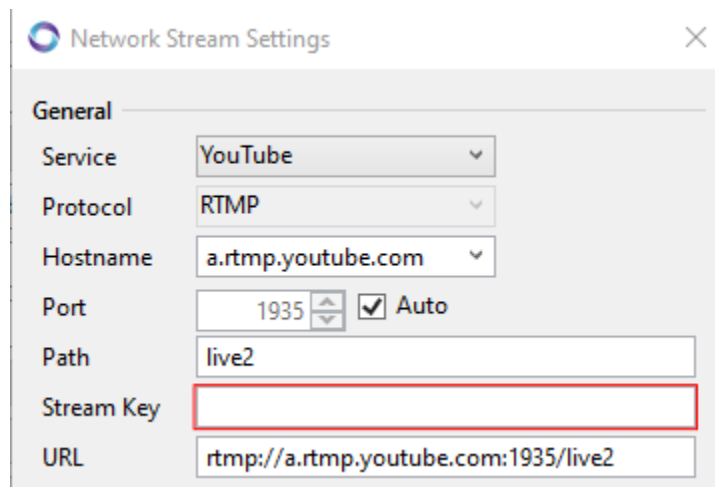 Network Stream Settings
General
Service YouTube
Protocol RTMP
Hostname a.rtmp.youtube.com
Port 1935 Auto
Path live2
Stream Key
URL rtmp://a.rtmp.youtube.com:1935/live2